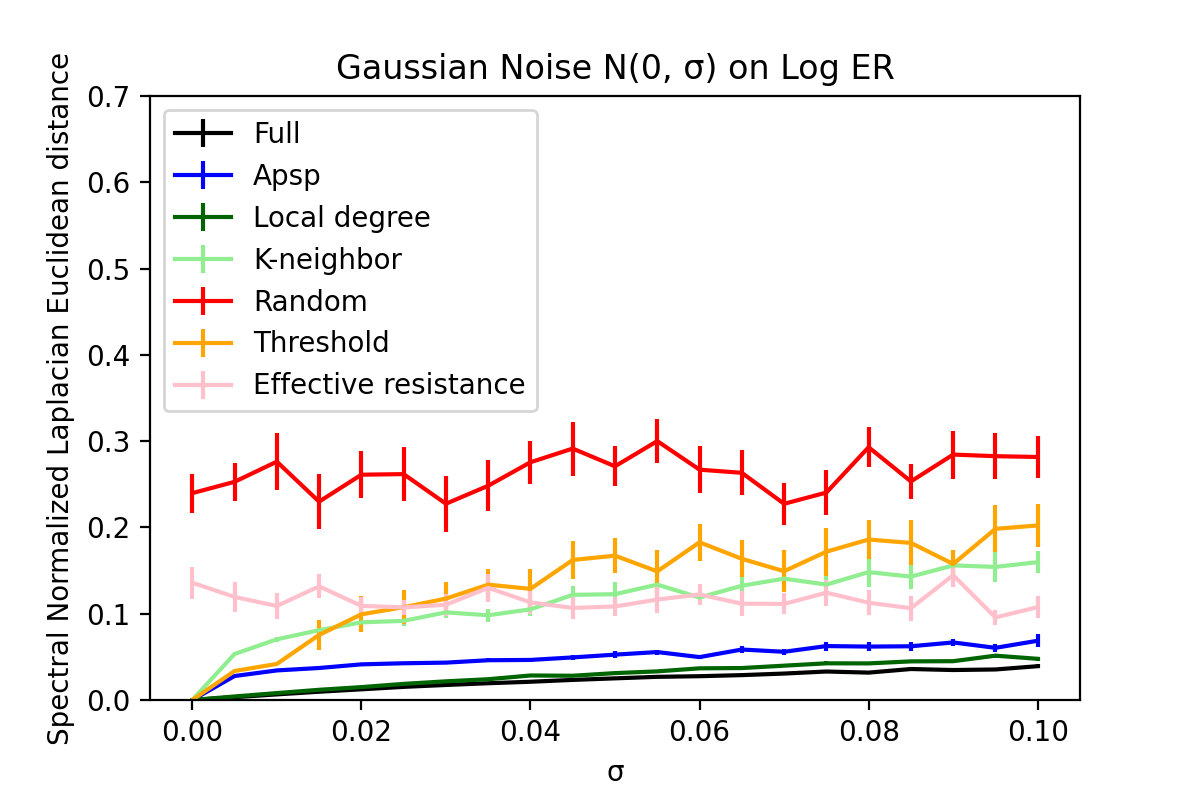 Gaussian Noise N(0, σ) on Log ER
Spectral Normalized Laplacian Euclidean distance
0.7
0.6
0.5
0.4
0.3
0.2
0.1
0.0
Full
Apsp
Local degree
K-neighbor
Random
Threshold
Effective resistance
0.00 0.02 0.04 0.06 0.08 0.10
σ